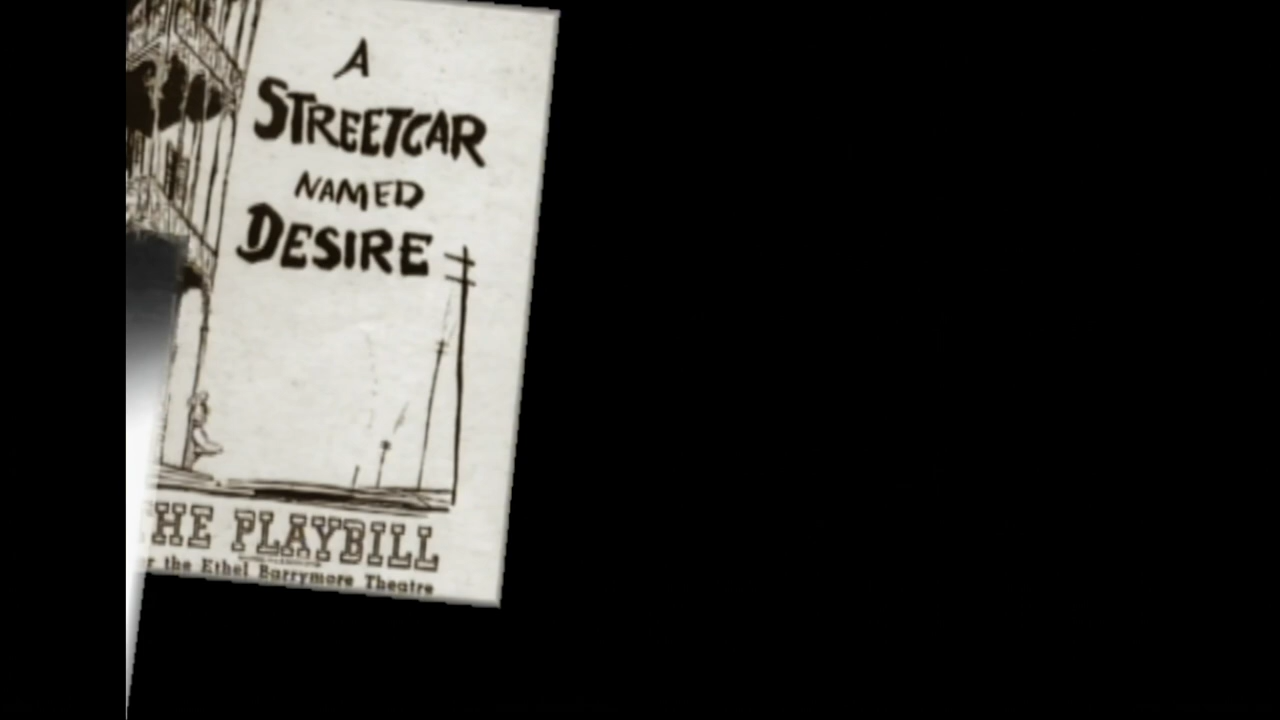 A
STREETCAR
NAMED
DESIRE
HE PLAYBILL
r the Ethel Barrymore Theatre